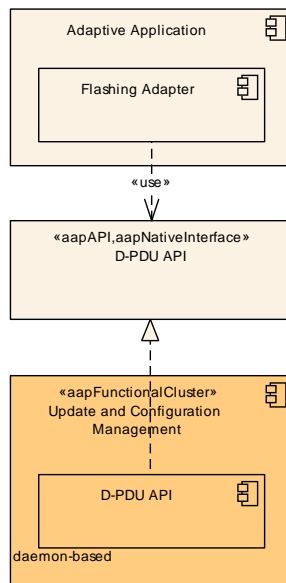 Adaptive Application
Flashing Adapter
«use»
«aapAPI,aapNativeInterface»
D-PDU API
«aapFunctionalCluster»
Update and Configuration
Management
D-PDU API
daemon-based